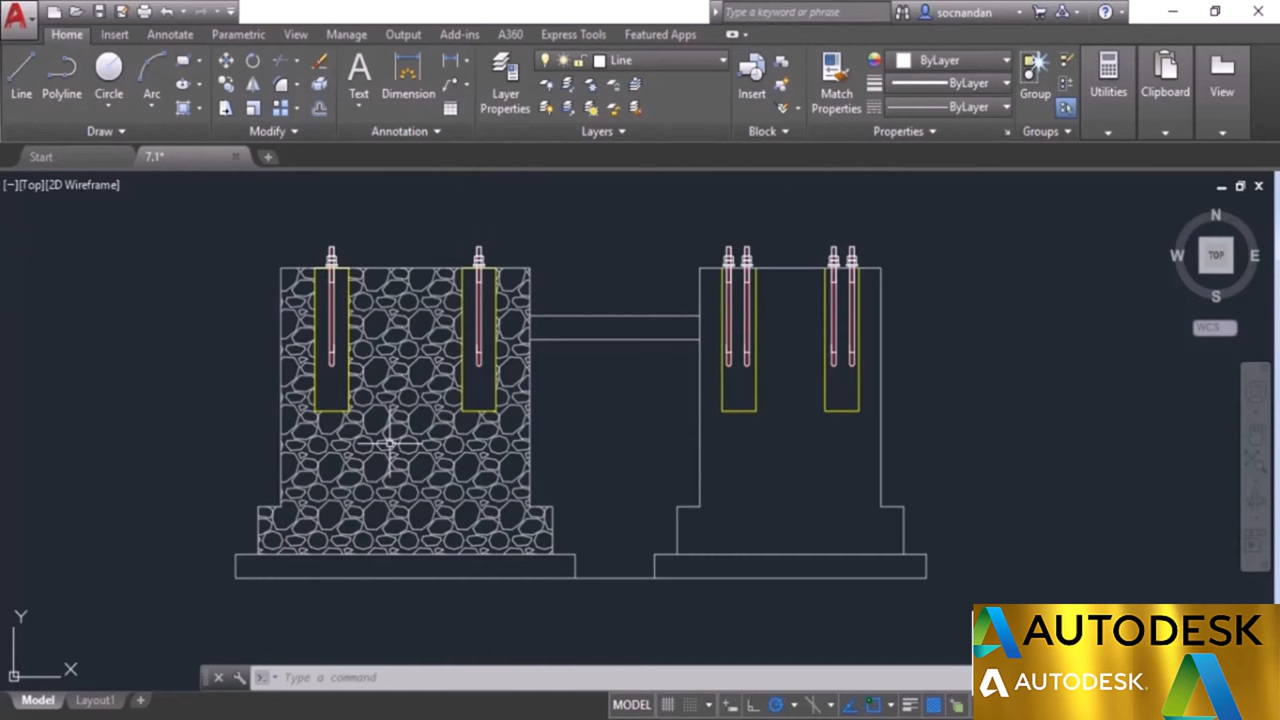 Type a keyword or phrase
socnandan
Home Insert Annotate Parametric View Manage Output Add-ins A360 Express Tools Featured Apps
Line Polyline Circle Arc
Text Dimension
Layer Properties
Line
Insert
Match Properties
ByLayer
ByLayer
ByLayer
Group
Utilities
Clipboard
View
Draw Modify Annotation Layers Block Properties Groups
Start 7.1*
[−][Top][2D Wireframe]
N
W TOP E
S
WCS
Y
X
Type a command
Model Layout1
MODEL
AUTODESK
AUTODESK.